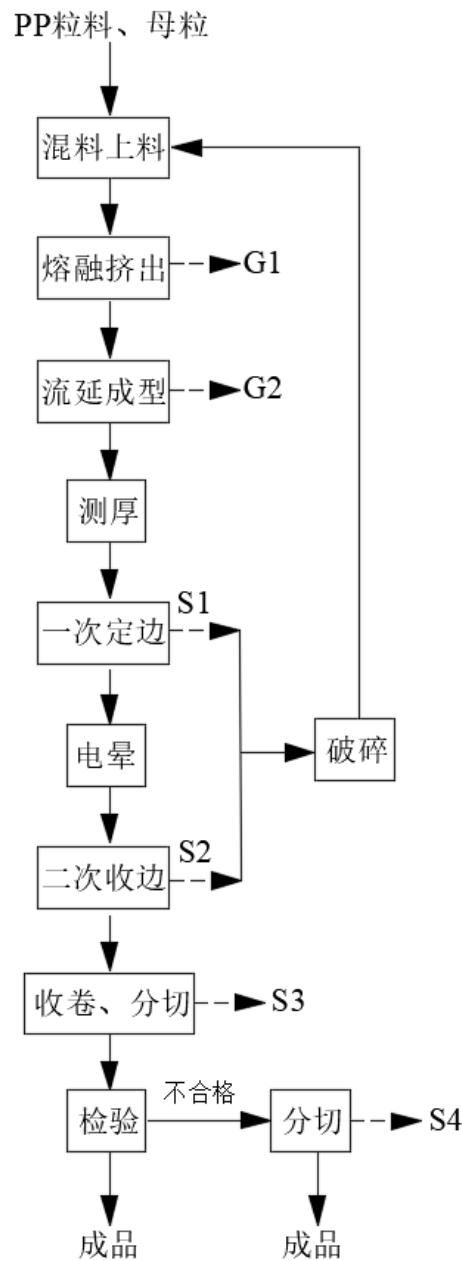 PP粒料、母粒
混料上料
熔融挤出
G1
流延成型
G2
测厚
一次定边
S1
电晕
破碎
二次收边
S2
收卷、分切
S3
检验
不合格
分切
S4
成品
成品